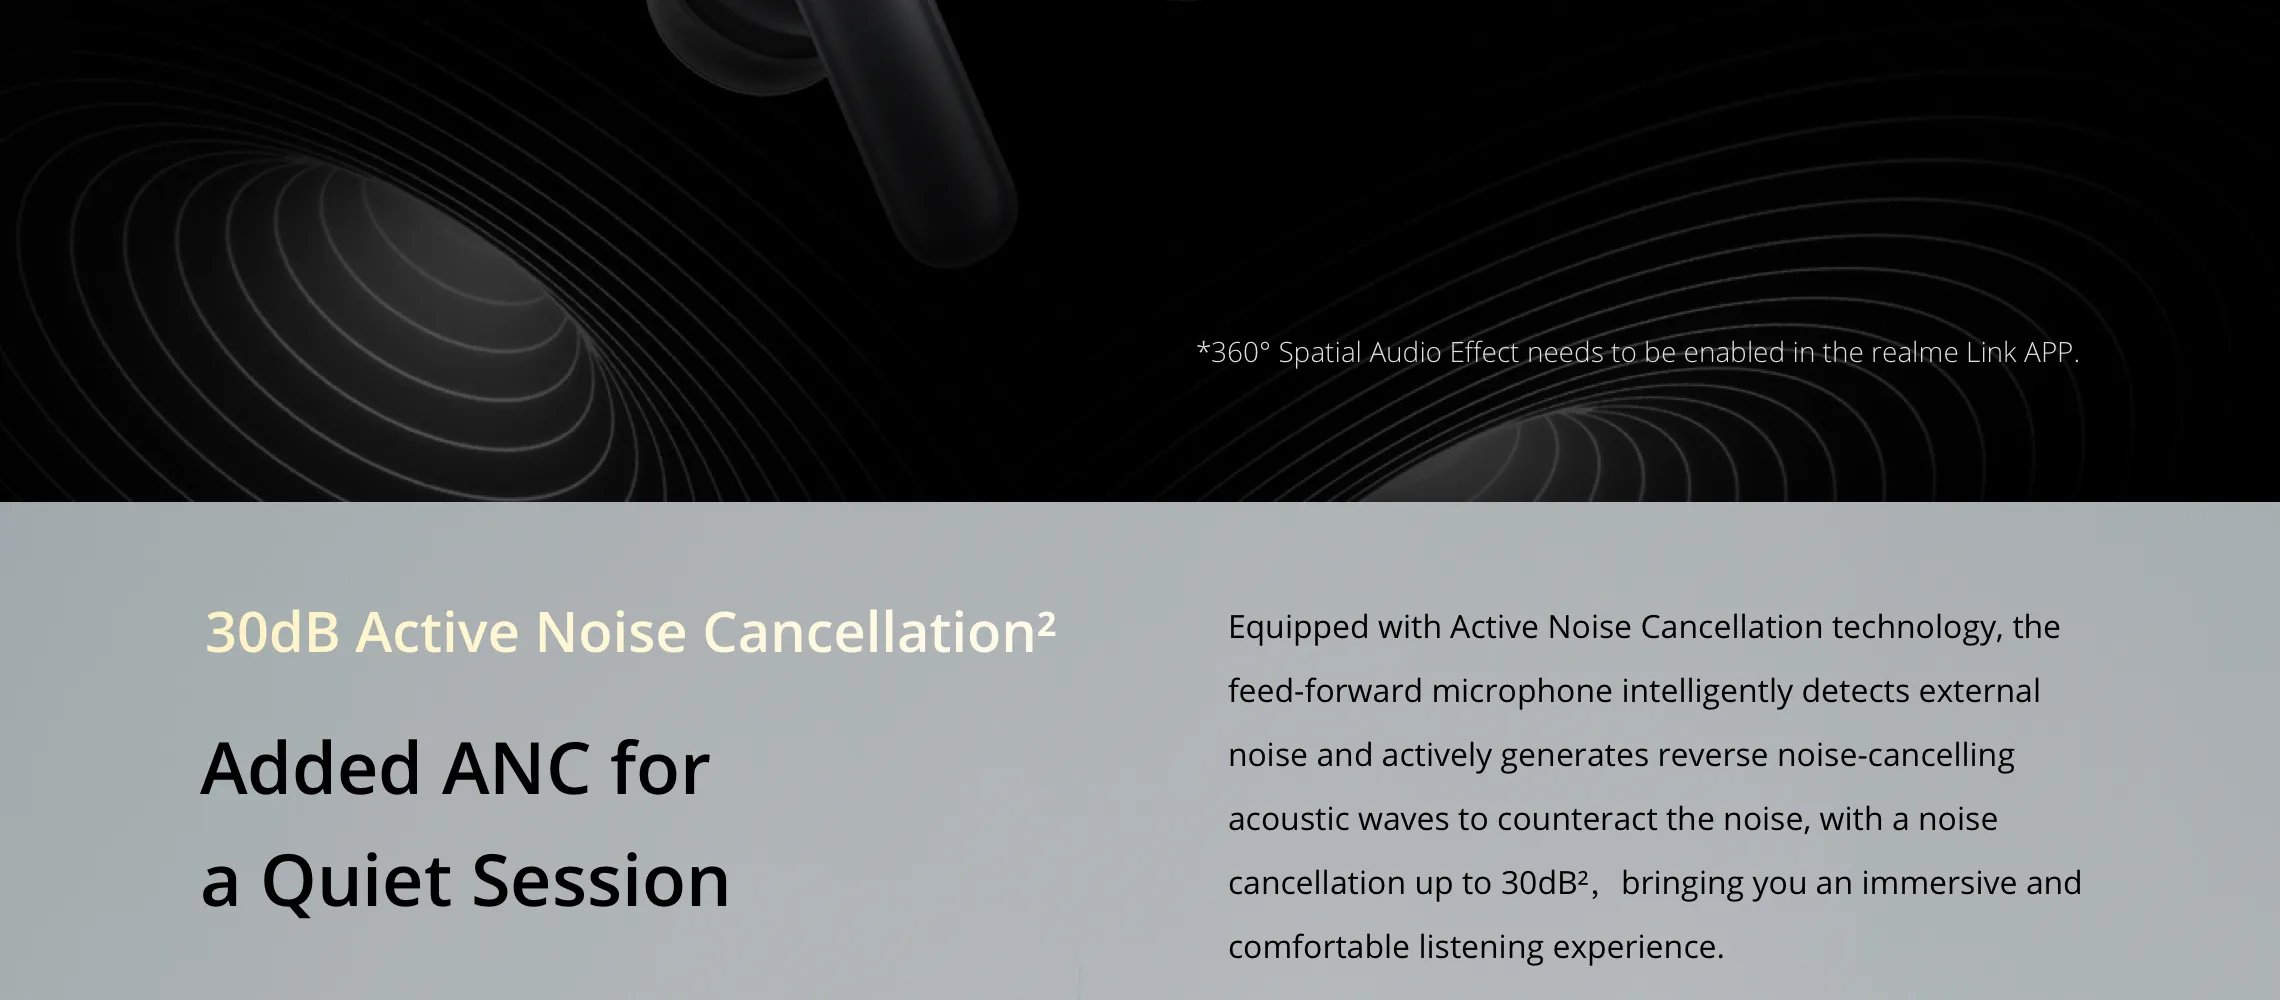 *360° Spatial Audio Effect needs to be enabled in the realme Link APP.
30dB Active Noise Cancellation²
Added ANC for
a Quiet Session
Equipped with Active Noise Cancellation technology, the
feed-forward microphone intelligently detects external
noise and actively generates reverse noise-cancelling
acoustic waves to counteract the noise, with a noise
cancellation up to 30dB²， bringing you an immersive and
comfortable listening experience.